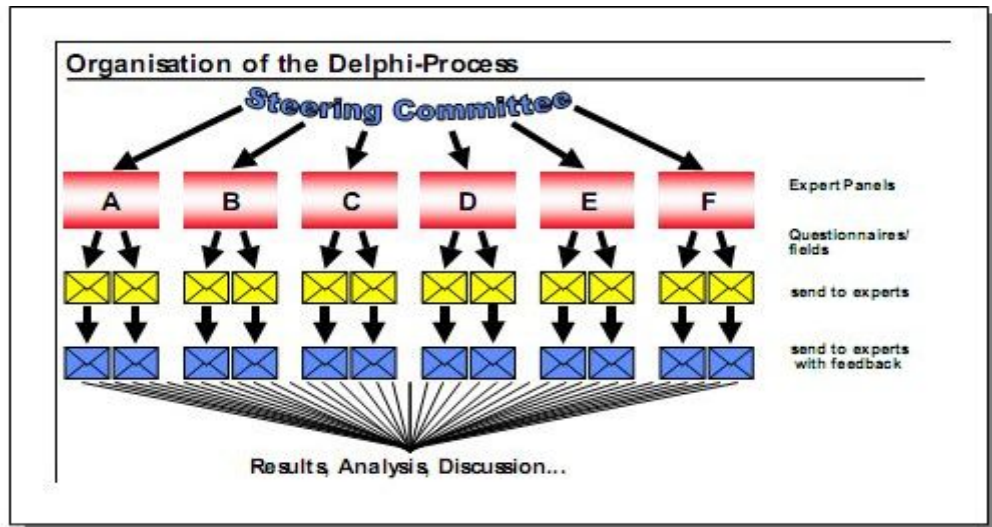 Organisation of the Delphi-Process
Steering Committee
A B C D E F
Expert Panels
Questionnaires/
fields
send to experts
send to experts
with feedback
Results, Analysis, Discussion...